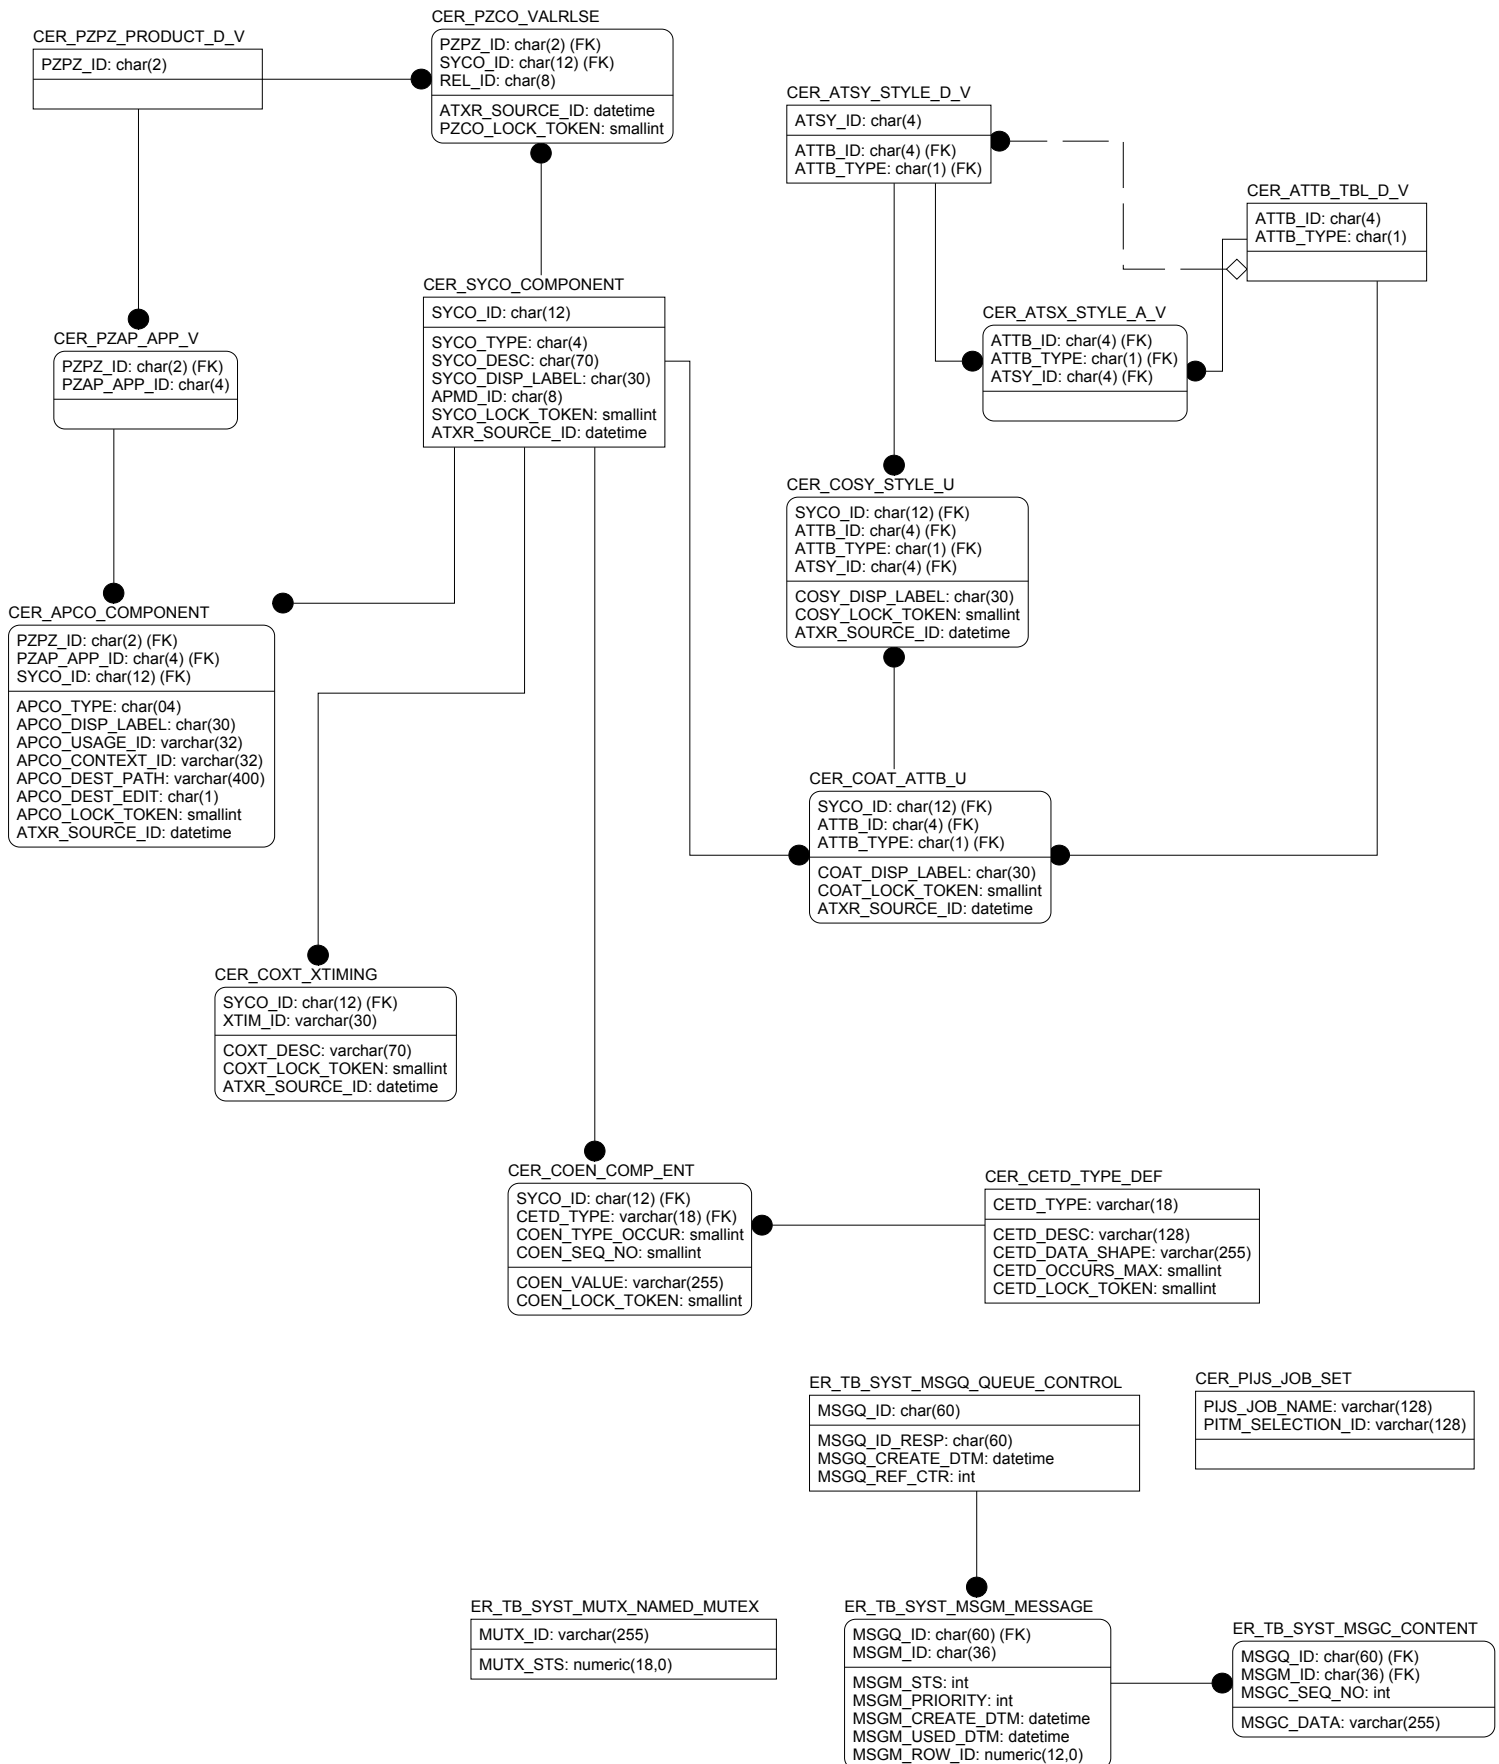 CER_PZPZ_PRODUCT_D_V
PZPZ_ID: char(2)
CER_PZCO_VALRLSE
PZPZ_ID: char(2) (FK)
SYCO_ID: char(12) (FK)
REL_ID: char(8)
ATXR_SOURCE_ID: datetime
PZCO_LOCK_TOKEN: smallint
CER_ATSY_STYLE_D_V
ATSY_ID: char(4)
ATTB_ID: char(4) (FK)
ATTB_TYPE: char(1) (FK)
CER_ATTB_TBL_D_V
ATTB_ID: char(4)
ATTB_TYPE: char(1)
CER_SYCO_COMPONENT
SYCO_ID: char(12)
SYCO_TYPE: char(4)
SYCO_DESC: char(70)
SYCO_DISP_LABEL: char(30)
APMD_ID: char(8)
SYCO_LOCK_TOKEN: smallint
ATXR_SOURCE_ID: datetime
CER_ATSX_STYLE_A_V
ATTB_ID: char(4) (FK)
ATTB_TYPE: char(1) (FK)
ATSY_ID: char(4) (FK)
CER_PZAP_APP_V
PZPZ_ID: char(2) (FK)
PZAP_APP_ID: char(4)
CER_COSY_STYLE_U
SYCO_ID: char(12) (FK)
ATTB_ID: char(4) (FK)
ATTB_TYPE: char(1) (FK)
ATSY_ID: char(4) (FK)
COSY_DISP_LABEL: char(30)
COSY_LOCK_TOKEN: smallint
ATXR_SOURCE_ID: datetime
CER_APCO_COMPONENT
PZPZ_ID: char(2) (FK)
PZAP_APP_ID: char(4) (FK)
SYCO_ID: char(12) (FK)
APCO_TYPE: char(04)
APCO_DISP_LABEL: char(30)
APCO_USAGE_ID: varchar(32)
APCO_CONTEXT_ID: varchar(32)
APCO_DEST_PATH: varchar(400)
APCO_DEST_EDIT: char(1)
APCO_LOCK_TOKEN: smallint
ATXR_SOURCE_ID: datetime
CER_COAT_ATTB_U
SYCO_ID: char(12) (FK)
ATTB_ID: char(4) (FK)
ATTB_TYPE: char(1) (FK)
COAT_DISP_LABEL: char(30)
COAT_LOCK_TOKEN: smallint
ATXR_SOURCE_ID: datetime
CER_COXT_XTIMING
SYCO_ID: char(12) (FK)
XTIM_ID: varchar(30)
COXT_DESC: varchar(70)
COXT_LOCK_TOKEN: smallint
ATXR_SOURCE_ID: datetime
CER_COEN_COMP_ENT
SYCO_ID: char(12) (FK)
CETD_TYPE: varchar(18) (FK)
COEN_TYPE_OCCUR: smallint
COEN_SEQ_NO: smallint
COEN_VALUE: varchar(255)
COEN_LOCK_TOKEN: smallint
CER_CETD_TYPE_DEF
CETD_TYPE: varchar(18)
CETD_DESC: varchar(128)
CETD_DATA_SHAPE: varchar(255)
CETD_OCCURS_MAX: smallint
CETD_LOCK_TOKEN: smallint
ER_TB_SYST_MSGQ_QUEUE_CONTROL
MSGQ_ID: char(60)
MSGQ_ID_RESP: char(60)
MSGQ_CREATE_DTM: datetime
MSGQ_REF_CTR: int
CER_PIJS_JOB_SET
PIJS_JOB_NAME: varchar(128)
PITM_SELECTION_ID: varchar(128)
ER_TB_SYST_MUTX_NAMED_MUTEX
MUTX_ID: varchar(255)
MUTX_STS: numeric(18,0)
ER_TB_SYST_MSGM_MESSAGE
MSGQ_ID: char(60) (FK)
MSGM_ID: char(36)
MSGM_STS: int
MSGM_PRIORITY: int
MSGM_CREATE_DTM: datetime
MSGM_USED_DTM: datetime
MSGM_ROW_ID: numeric(12,0)
ER_TB_SYST_MSGC_CONTENT
MSGQ_ID: char(60) (FK)
MSGM_ID: char(36) (FK)
MSGC_SEQ_NO: int
MSGC_DATA: varchar(255)